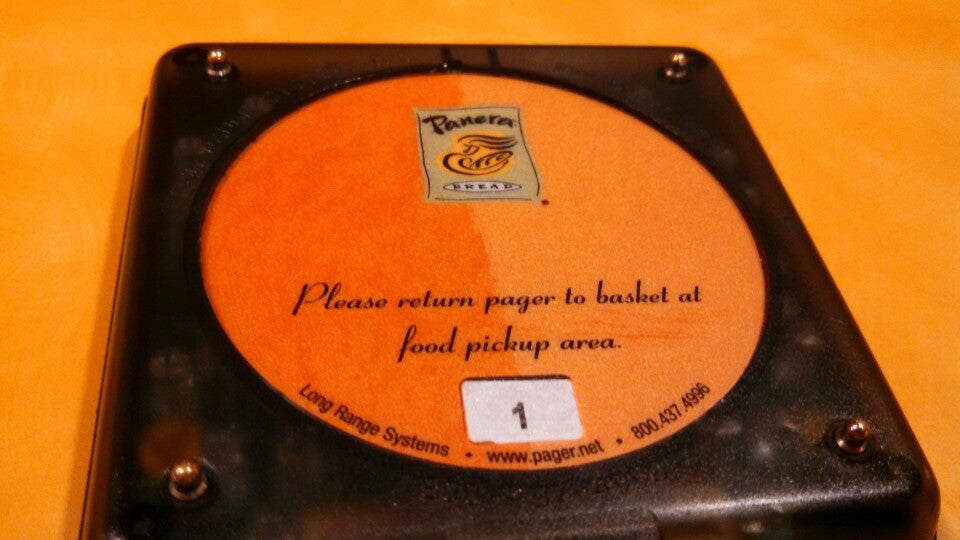 Panera
BREAD
Please return pager to basket at
food pickup area.
1
Long Range Systems • www.pager.net • 800.437.4996